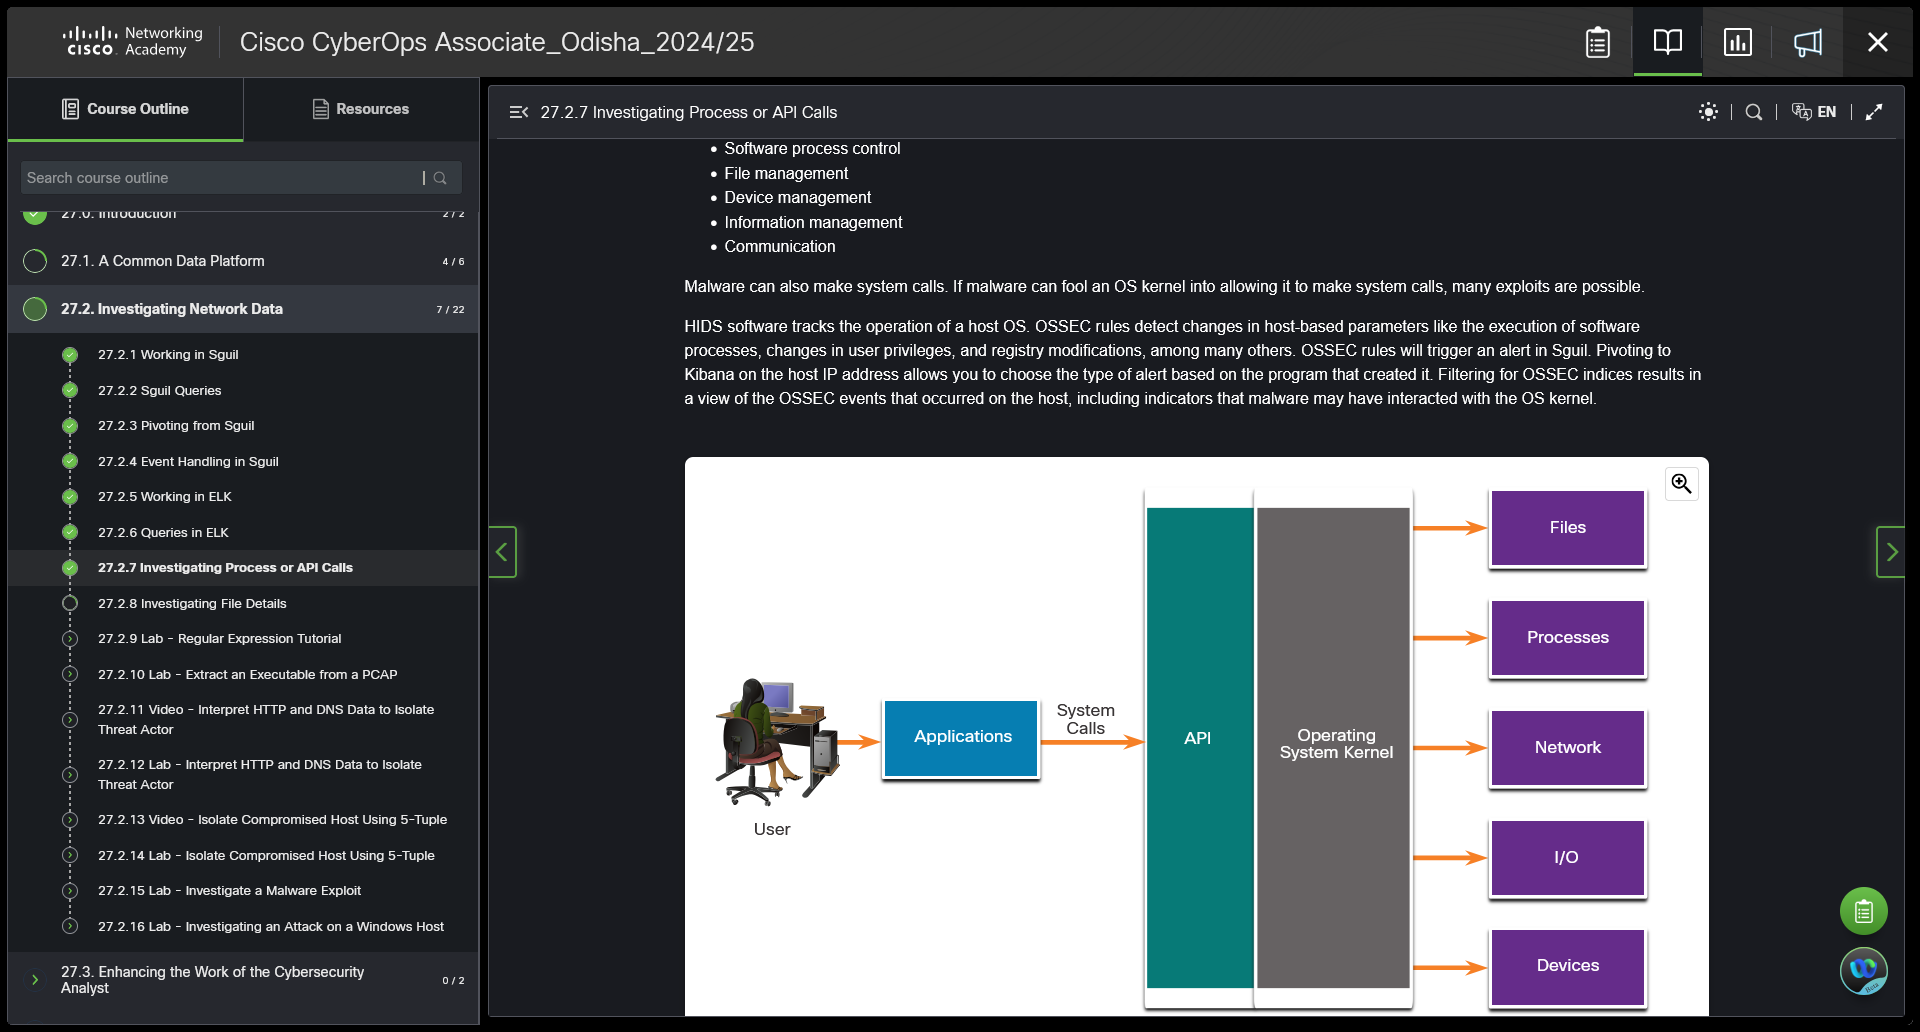 CISCO
Networking
Academy
Cisco CyberOps Associate_Odisha_2024/25
Course Outline
Resources
Search course outline
27.0. Introduction
2 / 2
27.1. A Common Data Platform
4 / 6
27.2. Investigating Network Data
7 / 22
27.2.1 Working in Sguil
27.2.2 Sguil Queries
27.2.3 Pivoting from Sguil
27.2.4 Event Handling in Sguil
27.2.5 Working in ELK
27.2.6 Queries in ELK
27.2.7 Investigating Process or API Calls
27.2.8 Investigating File Details
27.2.9 Lab - Regular Expression Tutorial
27.2.10 Lab - Extract an Executable from a PCAP
27.2.11 Video - Interpret HTTP and DNS Data to Isolate
Threat Actor
27.2.12 Lab - Interpret HTTP and DNS Data to Isolate
Threat Actor
27.2.13 Video - Isolate Compromised Host Using 5-Tuple
27.2.14 Lab - Isolate Compromised Host Using 5-Tuple
27.2.15 Lab - Investigate a Malware Exploit
27.2.16 Lab - Investigating an Attack on a Windows Host
27.3. Enhancing the Work of the Cybersecurity
Analyst
0 / 2
27.2.7 Investigating Process or API Calls
EN
• Software process control
• File management
• Device management
• Information management
• Communication
Malware can also make system calls. If malware can fool an OS kernel into allowing it to make system calls, many exploits are possible.
HIDS software tracks the operation of a host OS. OSSEC rules detect changes in host-based parameters like the execution of software
processes, changes in user privileges, and registry modifications, among many others. OSSEC rules will trigger an alert in Sguil. Pivoting to
Kibana on the host IP address allows you to choose the type of alert based on the program that created it. Filtering for OSSEC indices results in
a view of the OSSEC events that occurred on the host, including indicators that malware may have interacted with the OS kernel.
User
Applications
System
Calls
API
Operating
System Kernel
Files
Processes
Network
I/O
Devices
Beta